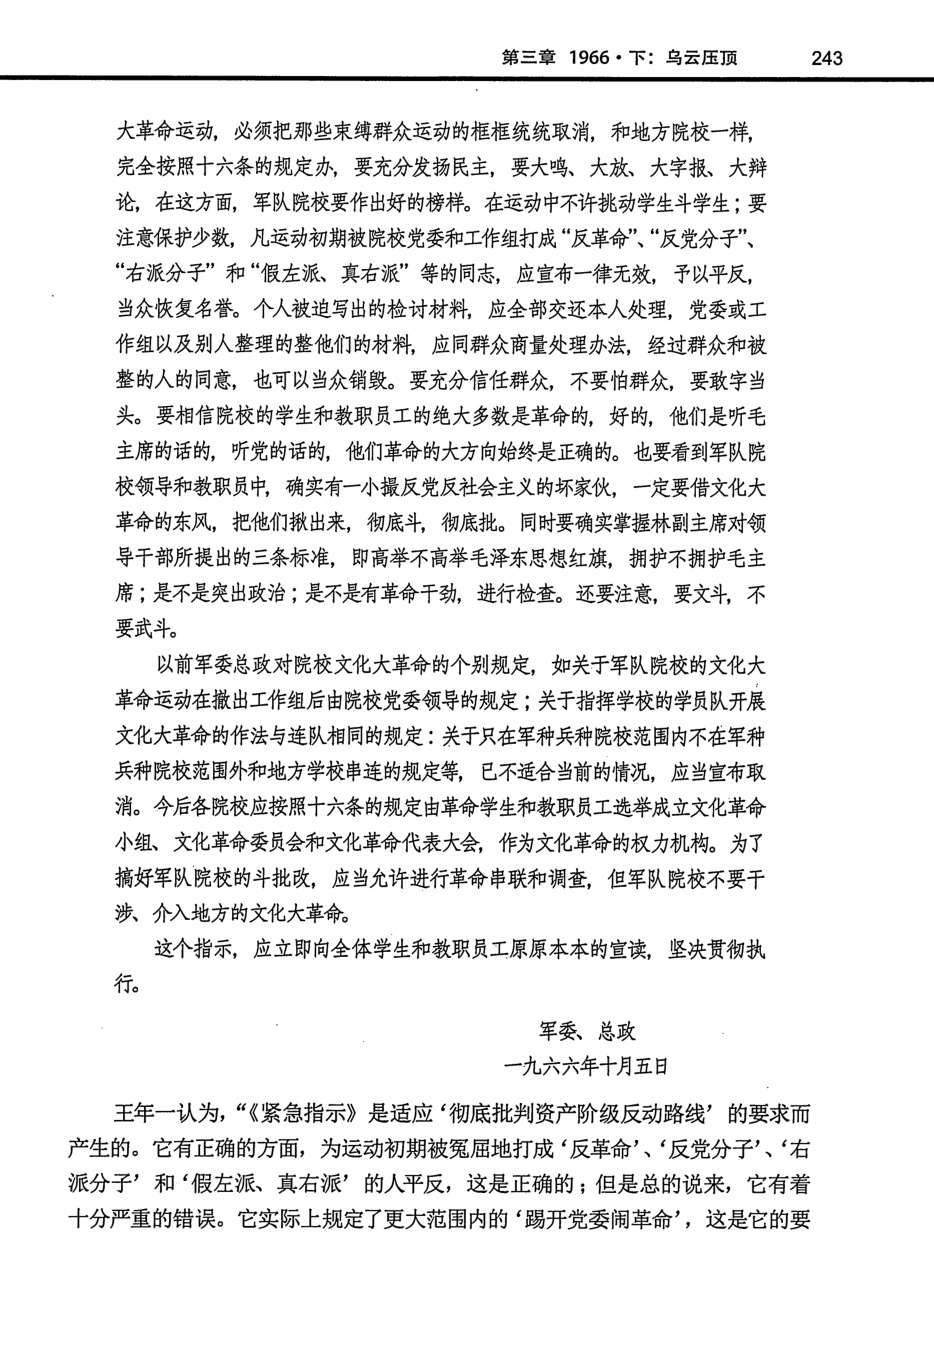 第三章 1966·下：乌云压顶 243
大革命运动，必须把那些束缚群众运动的框框统统取消，和地方院校一样，
完全按照十六条的规定办，要充分发扬民主，要大鸣、大放、大字报、大辩
论，在这方面，军队院校要作出好的榜样。在运动中不许挑动学生斗学生；要
注意保护少数，凡运动初期被院校党委和工作组打成“反革命”、“反党分子”、
“右派分子”和“假左派、真右派”等的同志，应宣布一律无效，予以平反，
当众恢复名誉。个人被迫写出的检讨材料，应全部交还本人处理，党委或工
作组以及别人整理的整他们的材料，应同群众商量处理办法，经过群众和被
整的人的同意，也可以当众销毁。要充分信任群众，不要怕群众，要敢字当
头。要相信院校的学生和教职员工的绝大多数是革命的，好的，他们是听毛
主席的话的，听党的话的，他们革命的大方向始终是正确的。也要看到军队院
校领导和教职员中，确实有一小撮反党反社会主义的坏家伙，一定要借文化大
革命的东风，把他们揪出来，彻底斗，彻底批。同时要确实掌握林副主席对领
导干部所提出的三条标准，即高举不高举毛泽东思想红旗，拥护不拥护毛主
席；是不是突出政治；是不是有革命干劲，进行检查。还要注意，要文斗，不
要武斗。
以前军委总政对院校文化大革命的个别规定，如关于军队院校的文化大
革命运动在撤出工作组后由院校党委领导的规定；关于指挥学校的学员队开展
文化大革命的作法与连队相同的规定：关于只在军种兵种院校范围内不在军种
兵种院校范围外和地方学校串连的规定等，已不适合当前的情况，应当宣布取
消。今后各院校应按照十六条的规定由革命学生和教职员工选举成立文化革命
小组、文化革命委员会和文化革命代表大会，作为文化革命的权力机构。为了
搞好军队院校的斗批改，应当允许进行革命串联和调查，但军队院校不要干
涉、介入地方的文化大革命。
这个指示，应立即向全体学生和教职员工原原本本的宣读，坚决贯彻执
行。
军委、总政
一九六六年十月五日
王年一认为，“《紧急指示》是适应‘彻底批判资产阶级反动路线’的要求而
产生的。它有正确的方面，为运动初期被冤屈地打成‘反革命’、‘反党分子’、‘右
派分子’和‘假左派、真右派’的人平反，这是正确的；但是总的说来，它有着
十分严重的错误。它实际上规定了更大范围内的‘踢开党委闹革命’，这是它的要